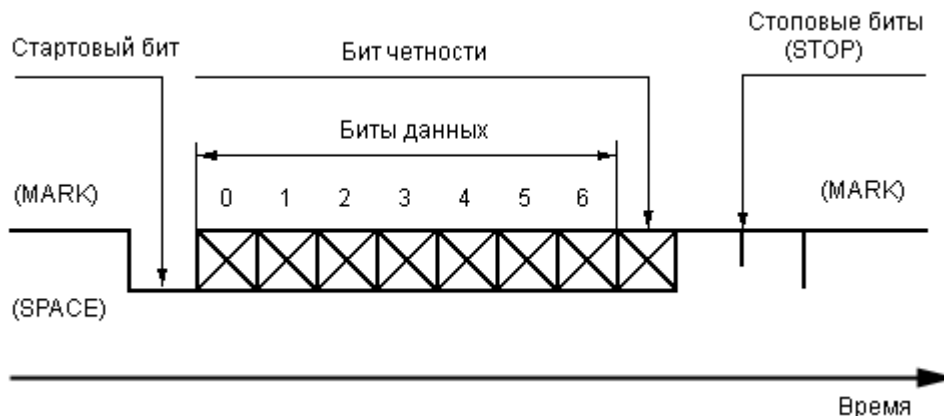 Стартовый бит
Бит четности
Стоповые биты
(STOP)
Биты данных
(MARK)
0 1 2 3 4 5 6
(MARK)
(SPACE)
Время